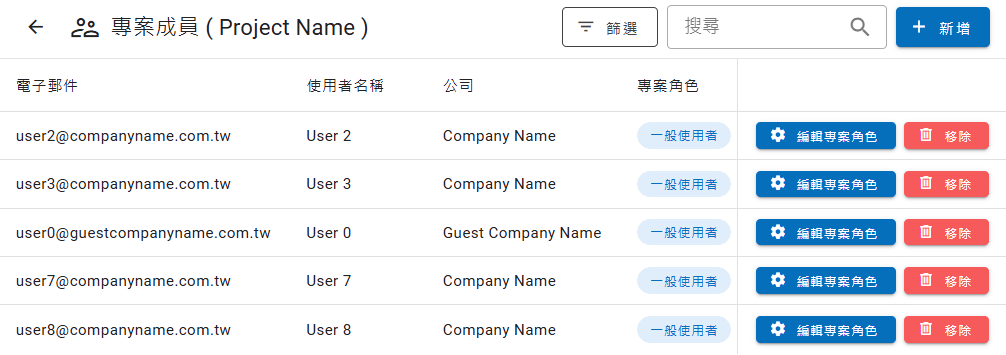 專案成員 ( Project Name ) 篩選 搜尋 新增
電子郵件 使用者名稱 公司 專案角色
user2@companyname.com.tw User 2 Company Name 一般使用者 編輯專案角色 移除
user3@companyname.com.tw User 3 Company Name 一般使用者 編輯專案角色 移除
user0@guestcompanyname.com.tw User 0 Guest Company Name 一般使用者 編輯專案角色 移除
user7@companyname.com.tw User 7 Company Name 一般使用者 編輯專案角色 移除
user8@companyname.com.tw User 8 Company Name 一般使用者 編輯專案角色 移除